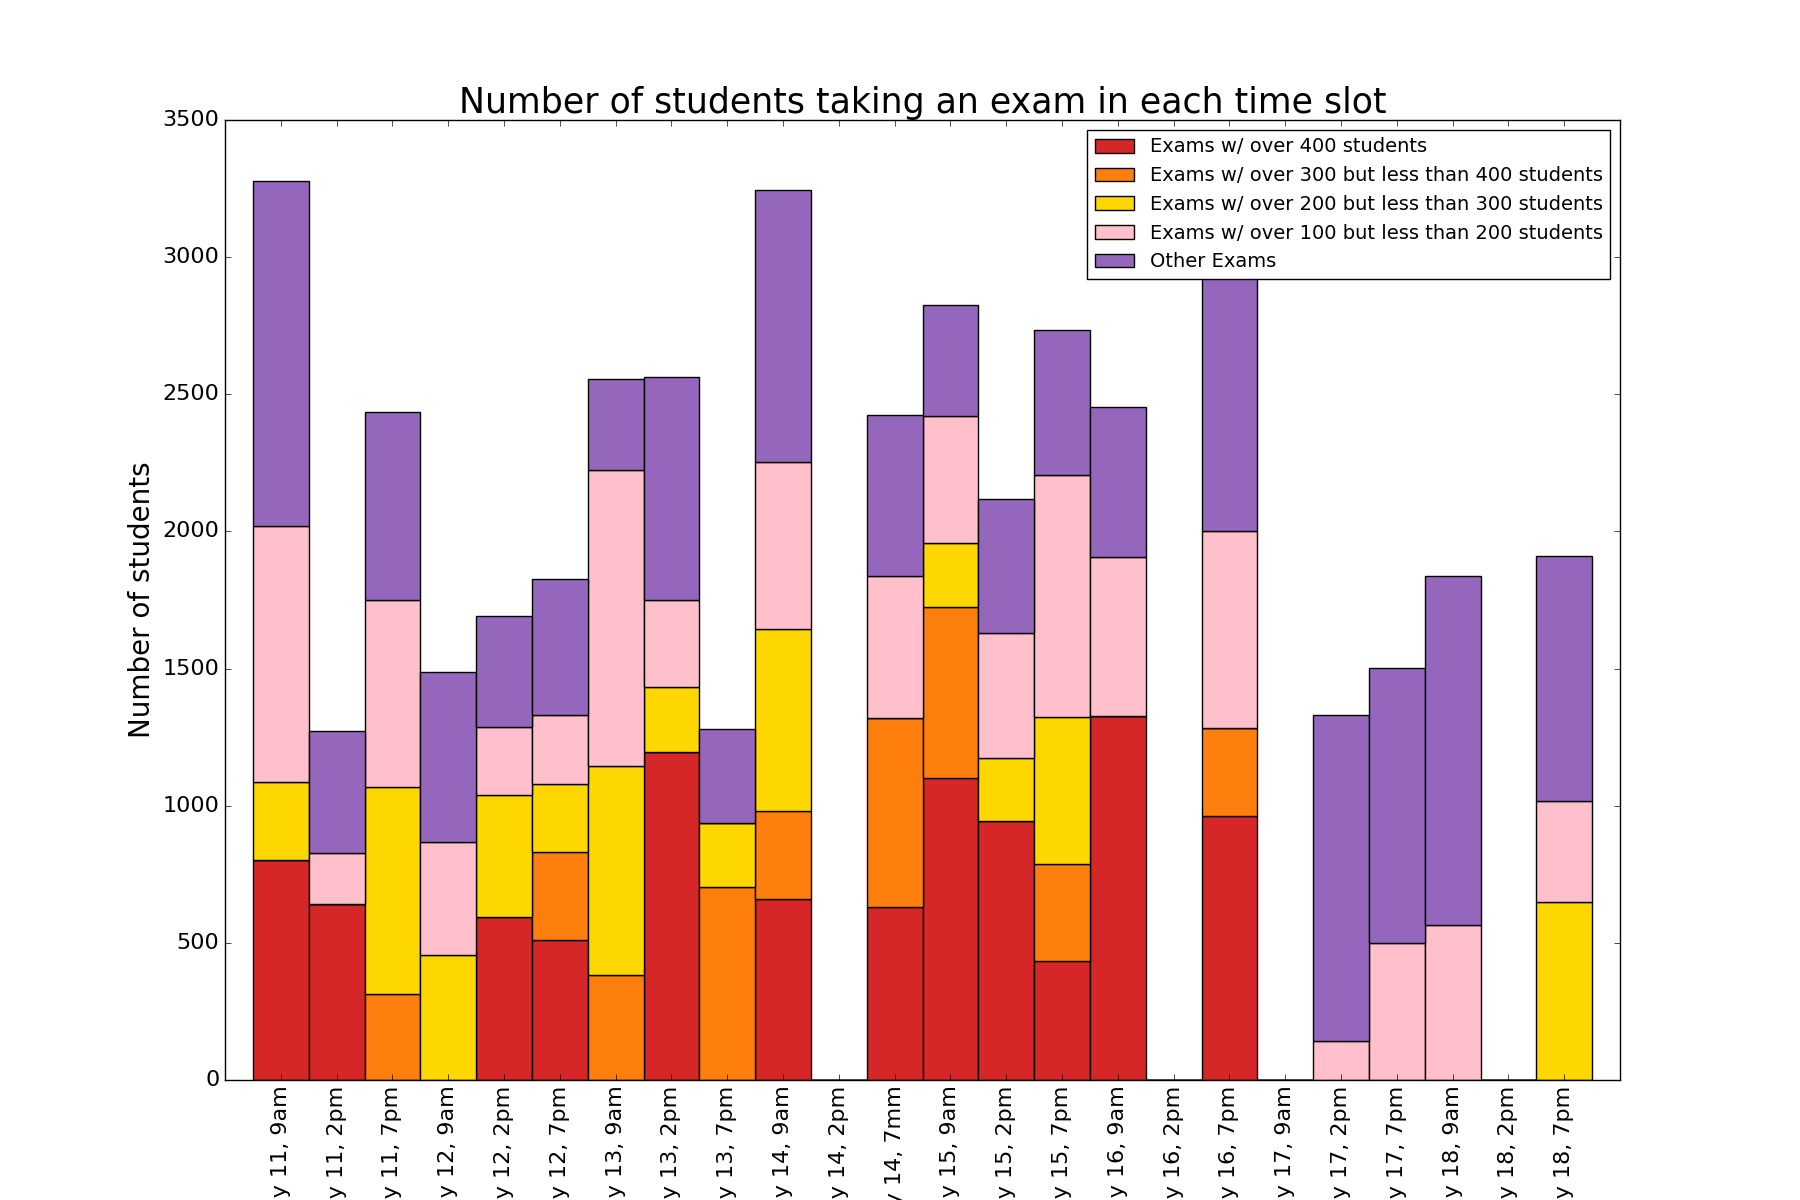 Number of students taking an exam in each time slot
Exams w/ over 400 students
Exams w/ over 300 but less than 400 students
Exams w/ over 200 but less than 300 students
Exams w/ over 100 but less than 200 students
Other Exams
Number of students
3500
3000
2500
2000
1500
1000
500
0
y 11, 9am
y 11, 2pm
y 11, 7pm
y 12, 9am
y 12, 2pm
y 12, 7pm
y 13, 9am
y 13, 2pm
y 13, 7pm
y 14, 9am
y 14, 2pm
y 14, 7mm
y 15, 9am
y 15, 2pm
y 15, 7pm
y 16, 9am
y 16, 2pm
y 16, 7pm
y 17, 9am
y 17, 2pm
y 17, 7pm
y 18, 9am
y 18, 2pm
y 18, 7pm